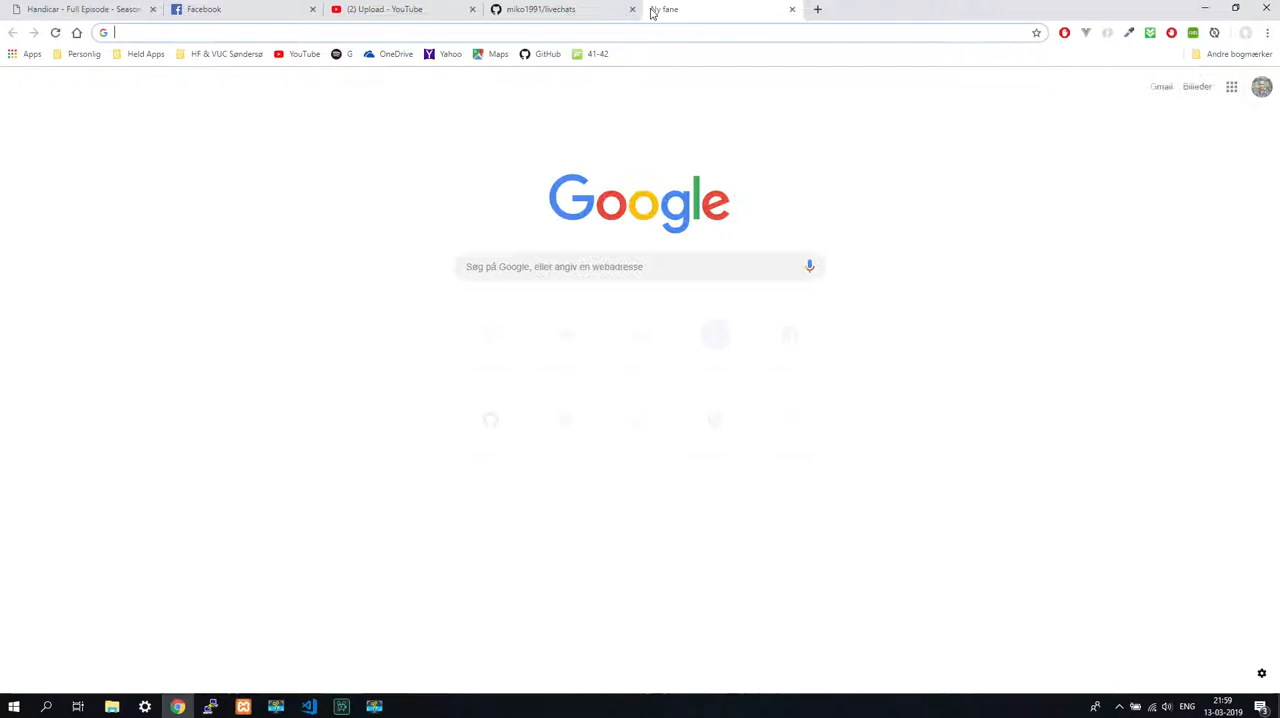 Handicar - Full Episode - Season
Facebook
(2) Upload - YouTube
miko1991/livechats
Ny fane
Apps
Personlig
Held Apps
HF & VUC Søndersø
YouTube
G
OneDrive
Yahoo
Maps
GitHub
41-42
Andre bogmærker
Gmail
Billeder
Google
Søg på Google, eller angiv en webadresse
ENG
21:59
13-03-2019
3